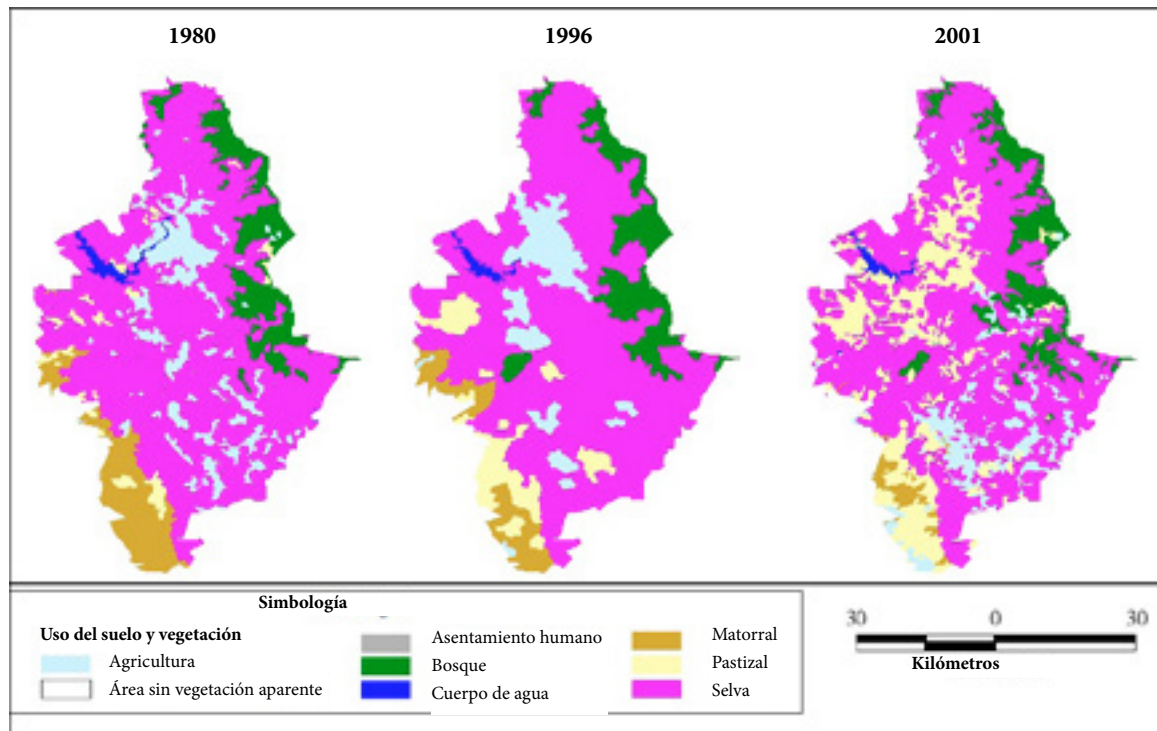 1980 1996 2001
Simbología
Uso del suelo y vegetación
Agricultura
Área sin vegetación aparente
Asentamiento humano
Bosque
Cuerpo de agua
Matorral
Pastizal
Selva
30 0 30
Kilómetros